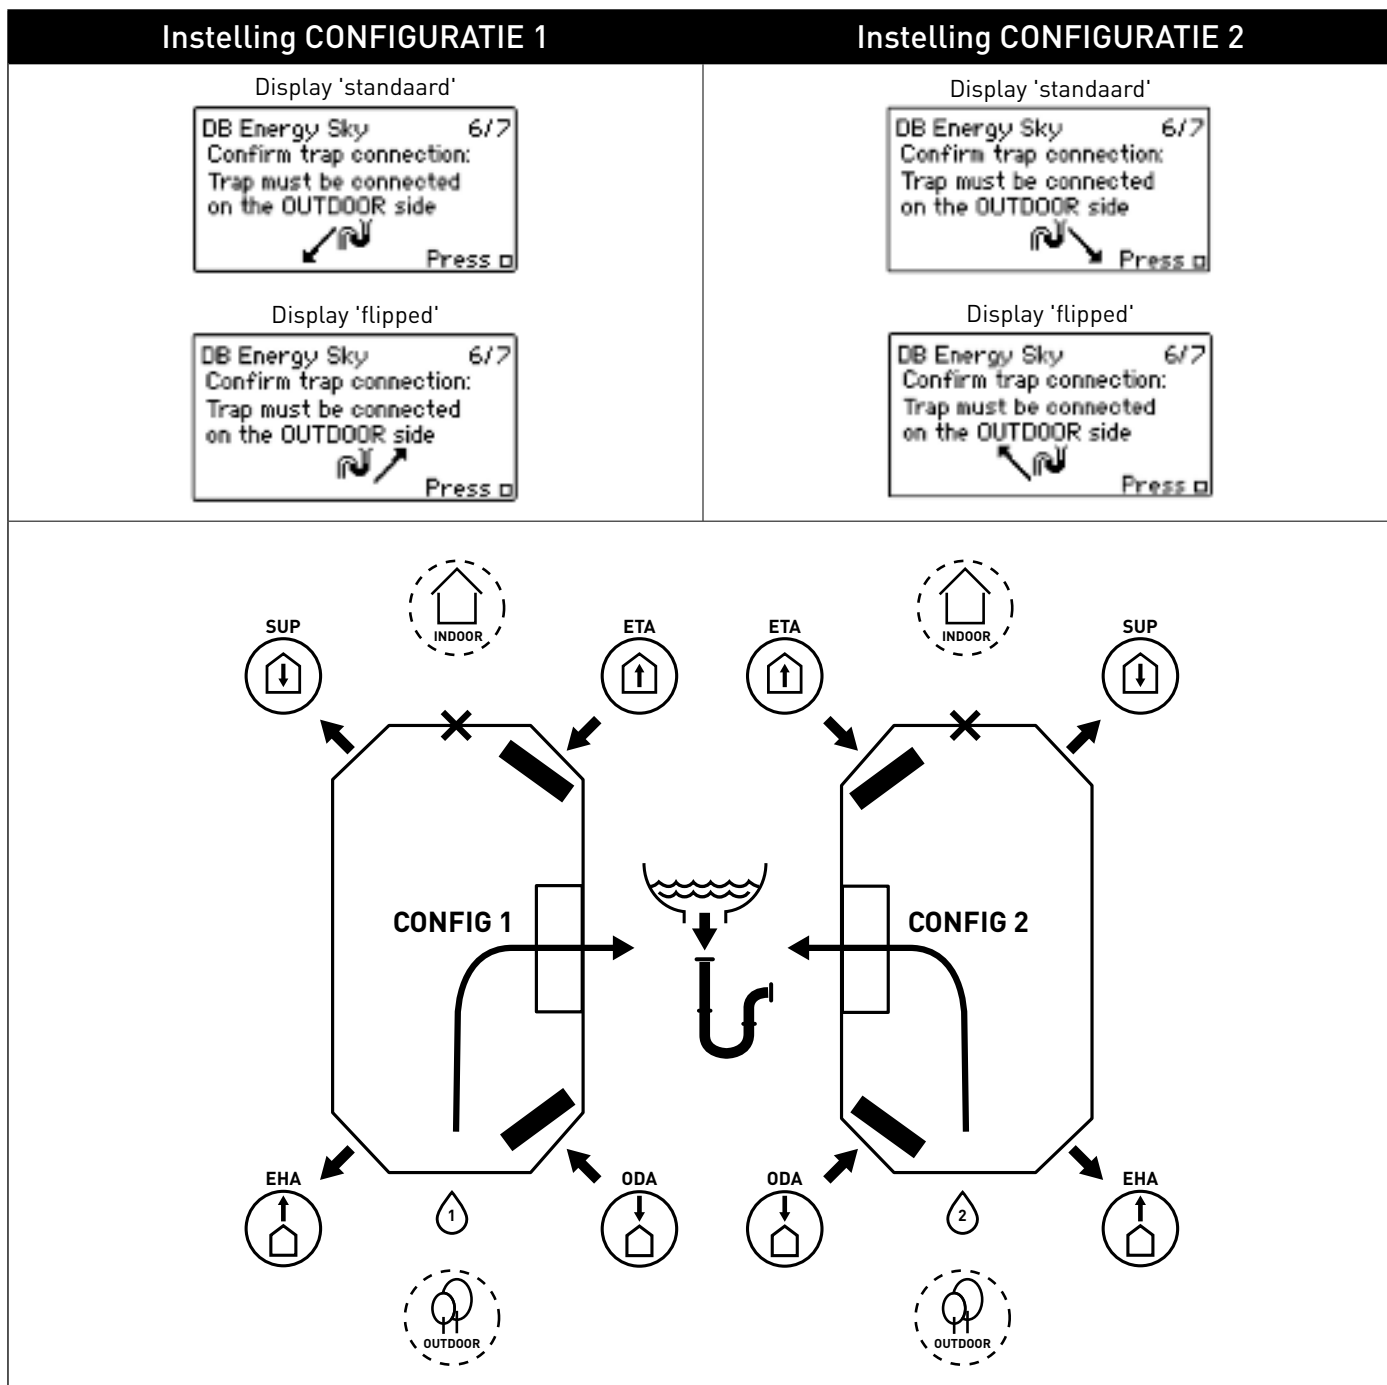 Instelling CONFIGURATIE 1
Instelling CONFIGURATIE 2
Display 'standaard'
DB Energy Sky 6/7
Confirm trap connection:
Trap must be connected
on the OUTDOOR side
Press
Display 'flipped'
DB Energy Sky 6/7
Confirm trap connection:
Trap must be connected
on the OUTDOOR side
Press
Display 'standaard'
DB Energy Sky 6/7
Confirm trap connection:
Trap must be connected
on the OUTDOOR side
Press
Display 'flipped'
DB Energy Sky 6/7
Confirm trap connection:
Trap must be connected
on the OUTDOOR side
Press
INDOOR
SUP
ETA
CONFIG 1
EHA
ODA
1
OUTDOOR
INDOOR
ETA
SUP
CONFIG 2
ODA
EHA
2
OUTDOOR